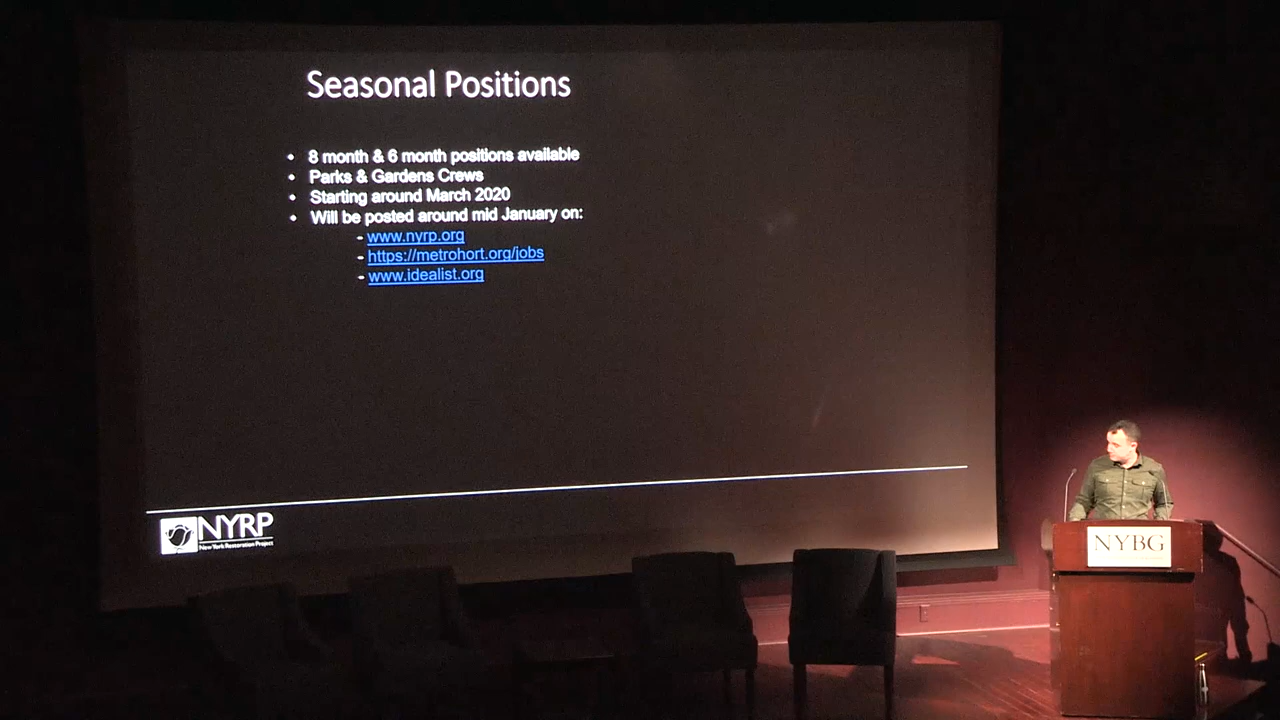 Seasonal Positions
• 8 month & 6 month positions available
• Parks & Gardens Crews
• Starting around March 2020
• Will be posted around mid January on:
- www.nyrp.org
- https://metrohort.org/jobs
- www.idealist.org
NYRP
New York Restoration Project
NYBG